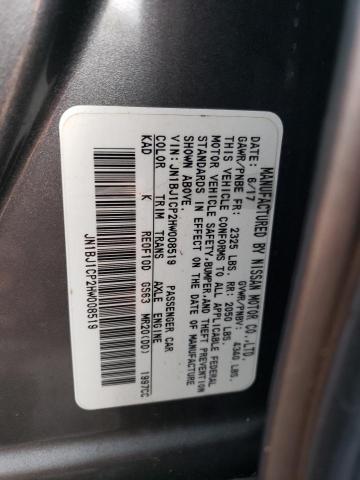 MANUFACTURED BY NISSAN MOTOR CO.,LTD.
6/17 GVWR/PNBV: 4340 LBS.
GAWR/PNBE FR: 2325 LBS. RR: 2050 LBS.
THIS VEHICLE CONFORMS TO ALL APPLICABLE FEDERAL
MOTOR VEHICLE SAFETY,BUMPER,AND THEFT PREVENTION
STANDARDS IN EFFECT ON THE DATE OF MANUFACTURE
SHOWN ABOVE.
VIN:JN1BJ1CP2HW008519 PASSENGER CAR
COLOR TRIM TRANS
KAD K RE0F10D GS63 MR20(DD) 1997CC
JN1BJ1CP2HW008519